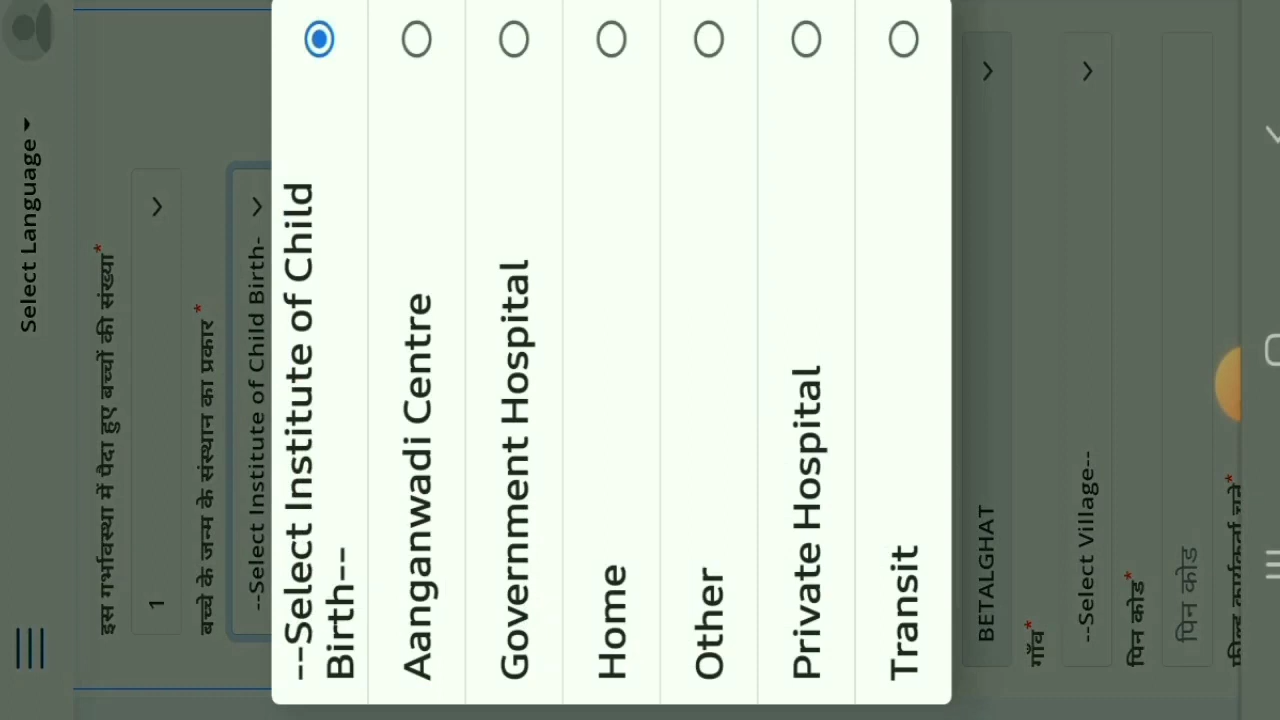 Select Language
इस गर्भावस्था में पैदा हुए बच्चों की संख्या*
1
बच्चे के जन्म के संस्थान का प्रकार *
--Select Institute of Child Birth-
--Select Institute of Child
Birth--
Aanganwadi Centre
Government Hospital
Home
Other
Private Hospital
Transit
BETALGHAT
गाँव*
--Select Village--
पिन कोड*
पिन कोड
फील्ड कार्यकर्ता चुने*